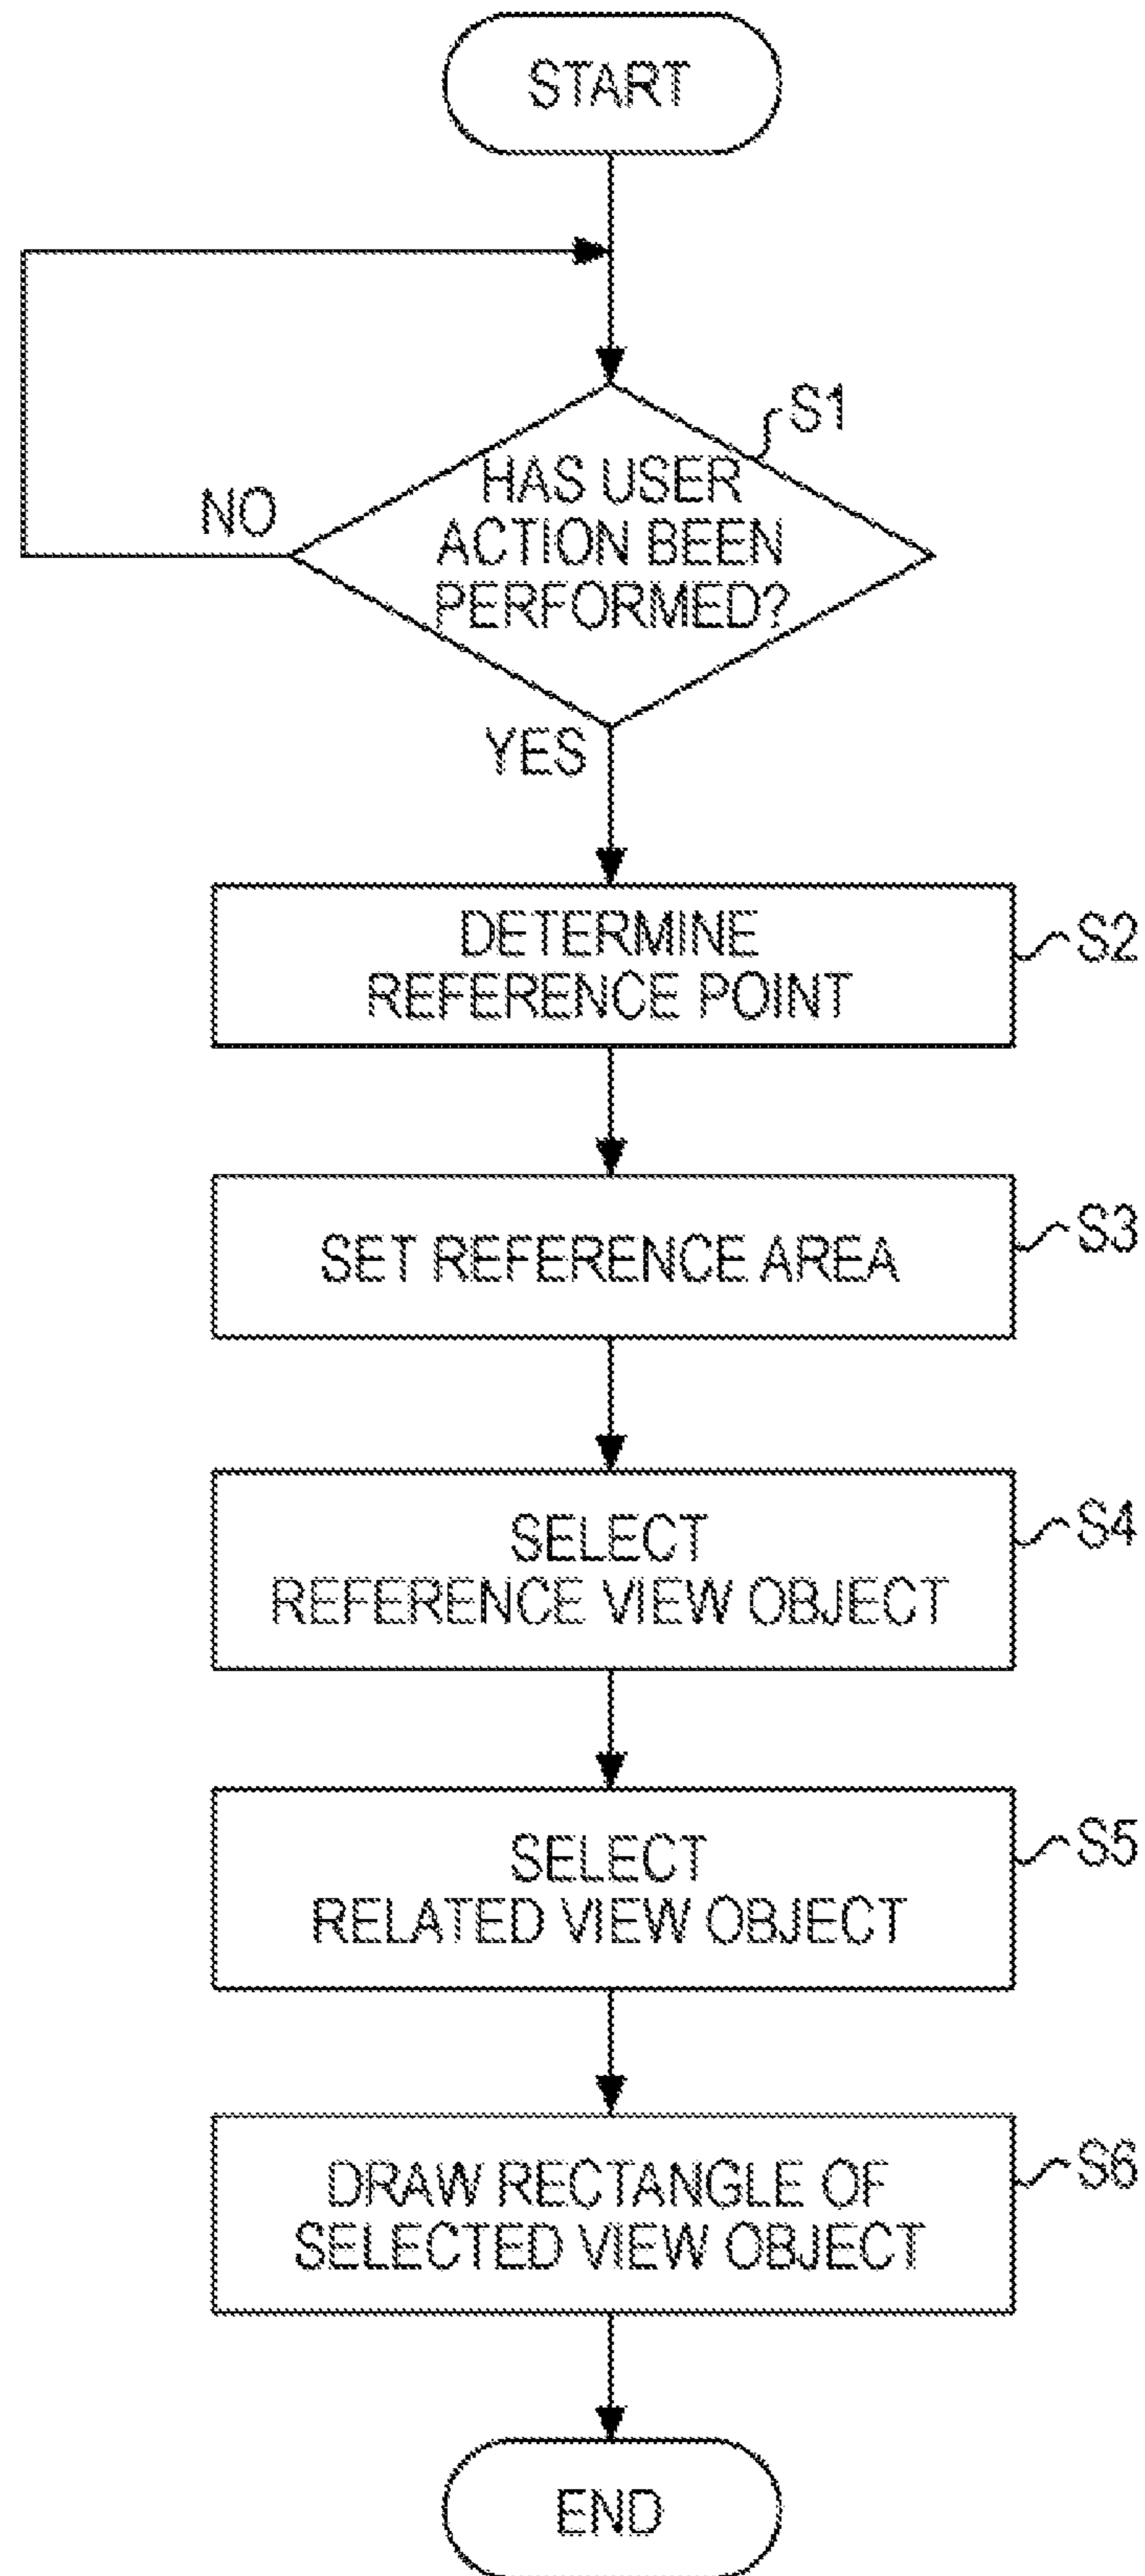 START
S1
HAS USER
ACTION BEEN
PERFORMED?
NO
YES
DETERMINE
REFERENCE POINT
S2
SET REFERENCE AREA
S3
SELECT
REFERENCE VIEW OBJECT
S4
SELECT
RELATED VIEW OBJECT
S5
DRAW RECTANGLE OF
SELECTED VIEW OBJECT
S6
END